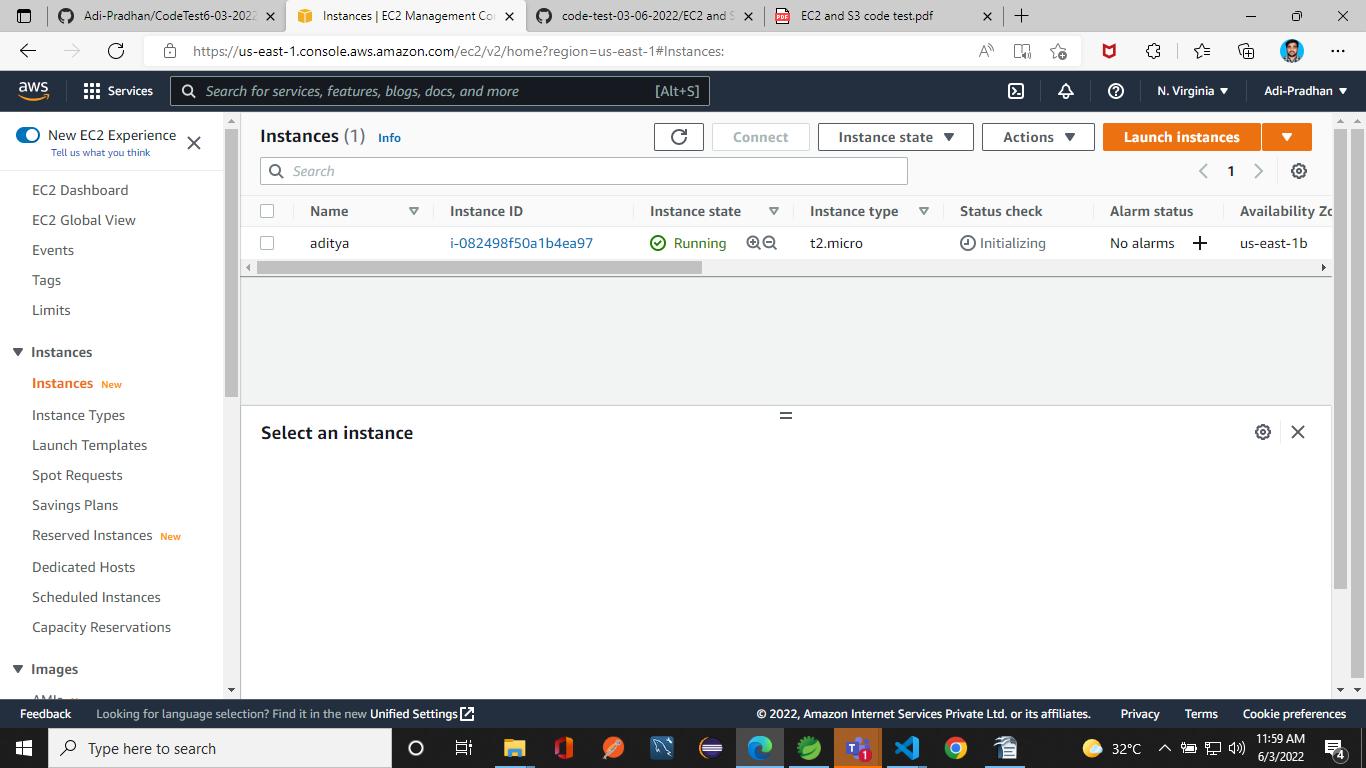 Adi-Pradhan/CodeTest6-03-2022
Instances | EC2 Management Co
code-test-03-06-2022/EC2 and S
EC2 and S3 code test.pdf
https://us-east-1.console.aws.amazon.com/ec2/v2/home?region=us-east-1#Instances:
aws
Services
Search for services, features, blogs, docs, and more
[Alt+S]
N. Virginia
Adi-Pradhan
New EC2 Experience
Tell us what you think
EC2 Dashboard
EC2 Global View
Events
Tags
Limits
Instances
Instances New
Instance Types
Launch Templates
Spot Requests
Savings Plans
Reserved Instances New
Dedicated Hosts
Scheduled Instances
Capacity Reservations
Images
Instances (1) Info
Connect
Instance state
Actions
Launch instances
Search
1
Name Instance ID Instance state Instance type Status check Alarm status Availability Zo
aditya i-082498f50a1b4ea97 Running t2.micro Initializing No alarms us-east-1b
Select an instance
Feedback Looking for language selection? Find it in the new Unified Settings
© 2022, Amazon Internet Services Private Ltd. or its affiliates. Privacy Terms Cookie preferences
Type here to search
1
32°C
11:59 AM
6/3/2022
4